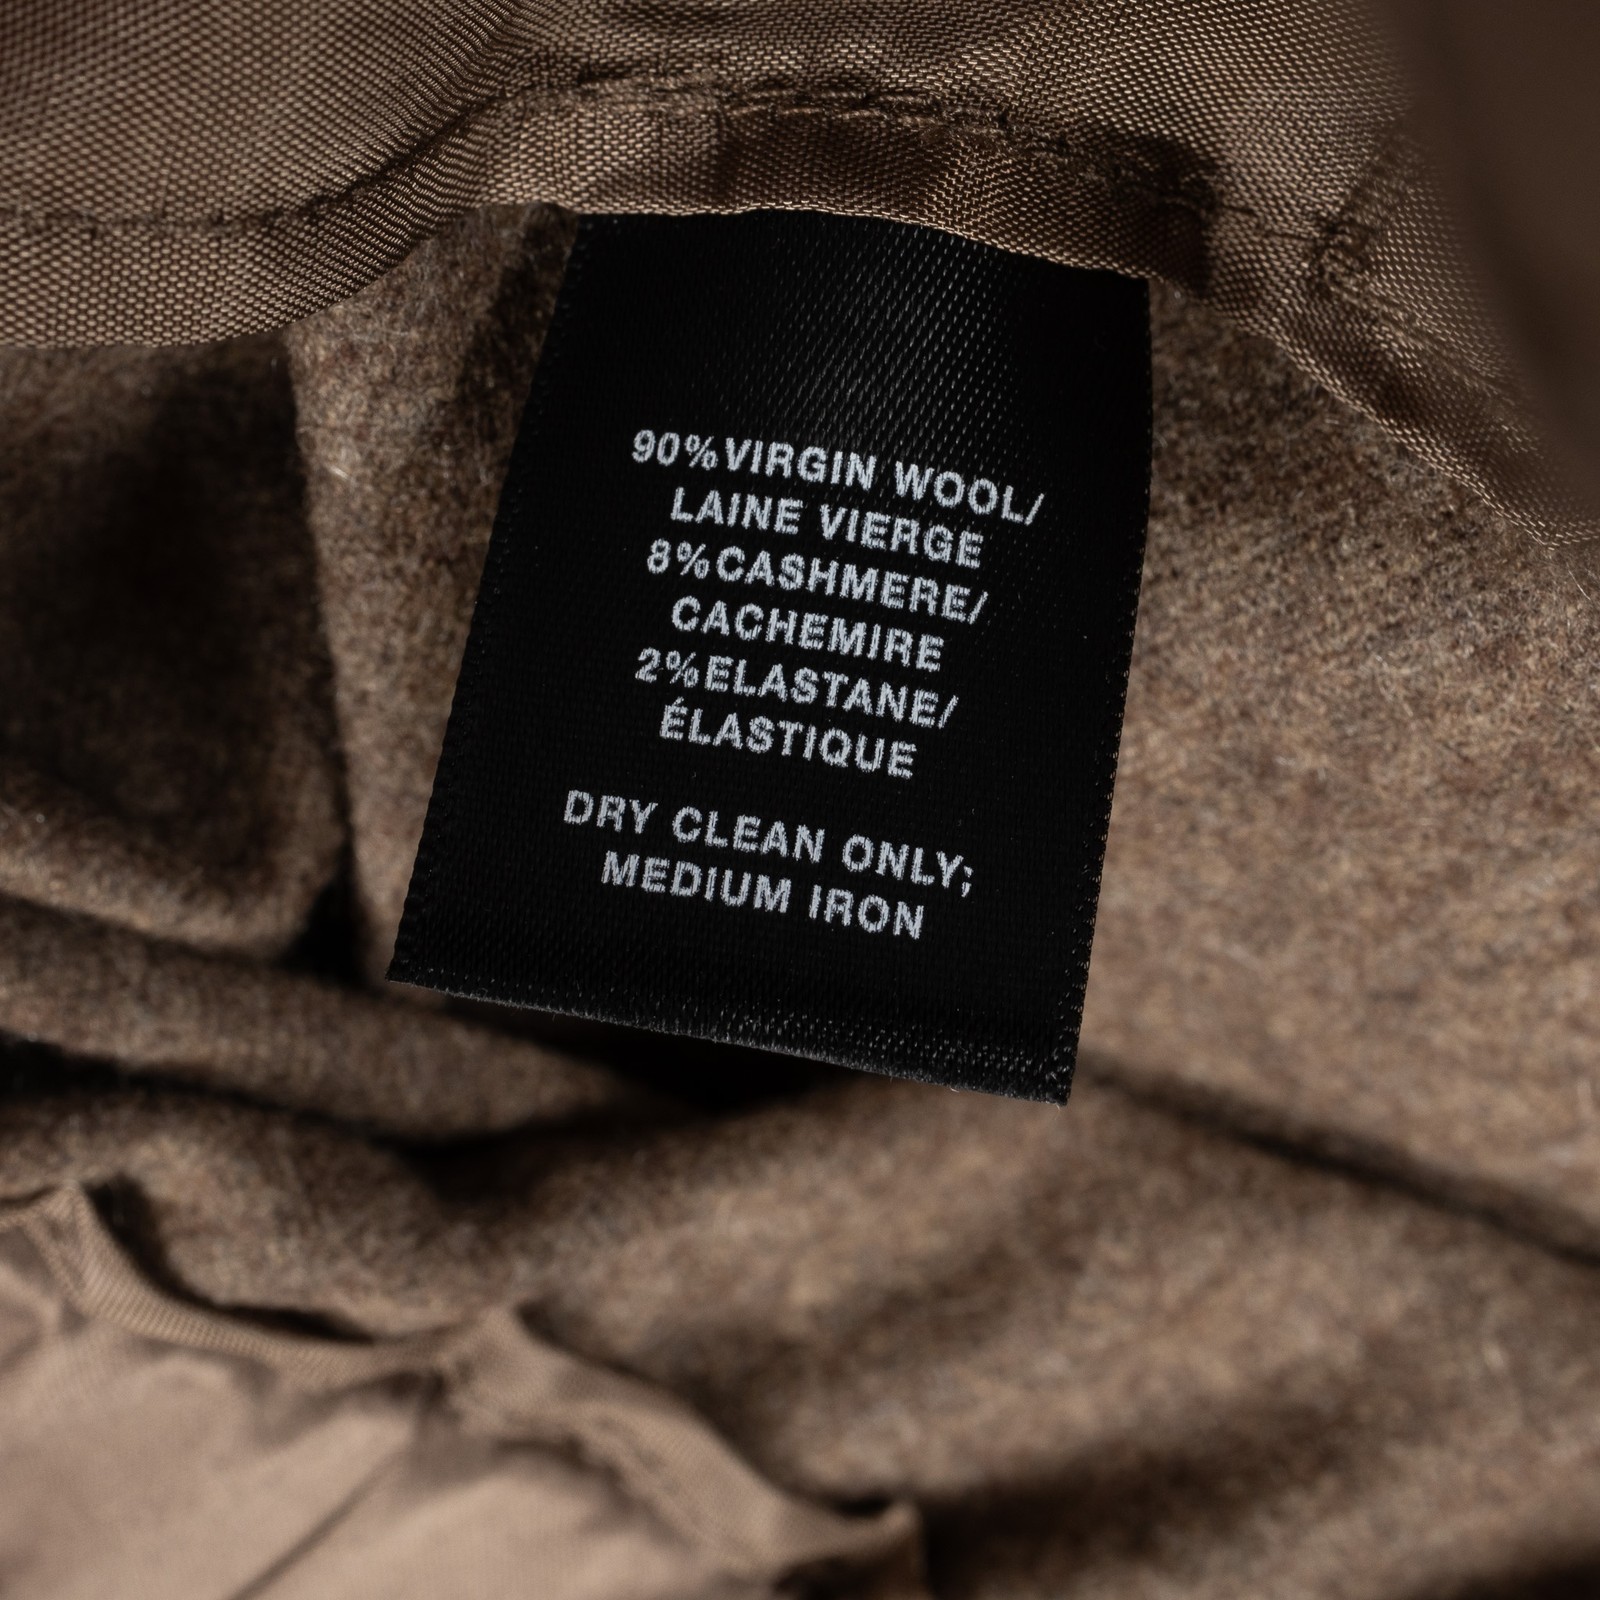 90%VIRGIN WOOL/
LAINE VIERGE
8%CASHMERE/
CACHEMIRE
2%ELASTANE/
ÉLASTIQUE
DRY CLEAN ONLY;
MEDIUM IRON